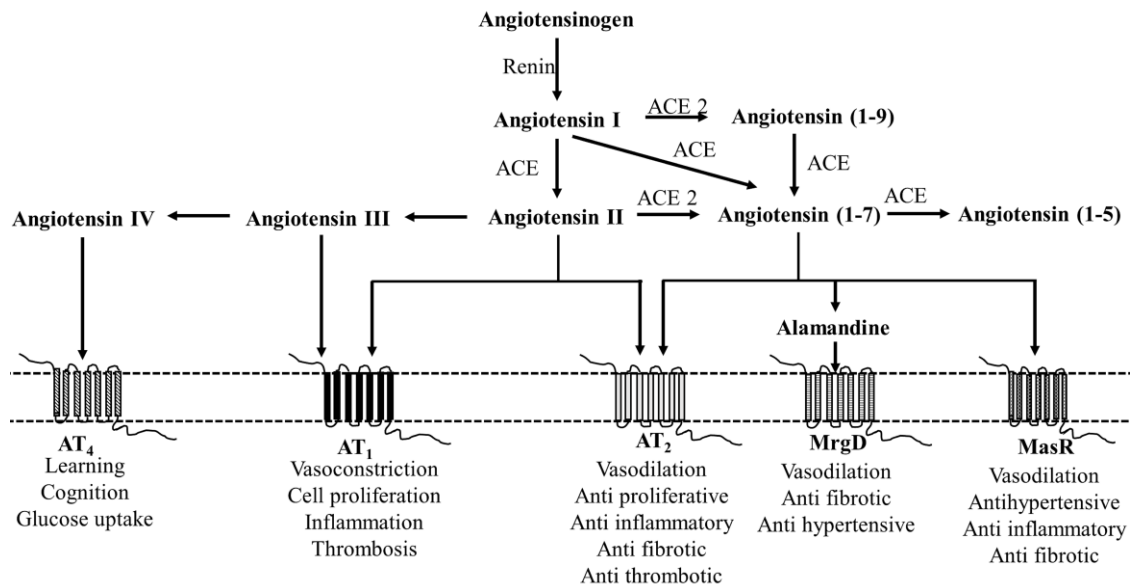 Angiotensinogen
Renin
Angiotensin I
ACE 2
Angiotensin (1-9)
ACE
ACE
ACE
Angiotensin IV
Angiotensin III
Angiotensin II
ACE 2
Angiotensin (1-7)
ACE
Angiotensin (1-5)
Alamandine
AT4
Learning
Cognition
Glucose uptake
AT1
Vasoconstriction
Cell proliferation
Inflammation
Thrombosis
AT2
Vasodilation
Anti proliferative
Anti inflammatory
Anti fibrotic
Anti thrombotic
MrgD
Vasodilation
Anti fibrotic
Anti hypertensive
MasR
Vasodilation
Antihypertensive
Anti inflammatory
Anti fibrotic